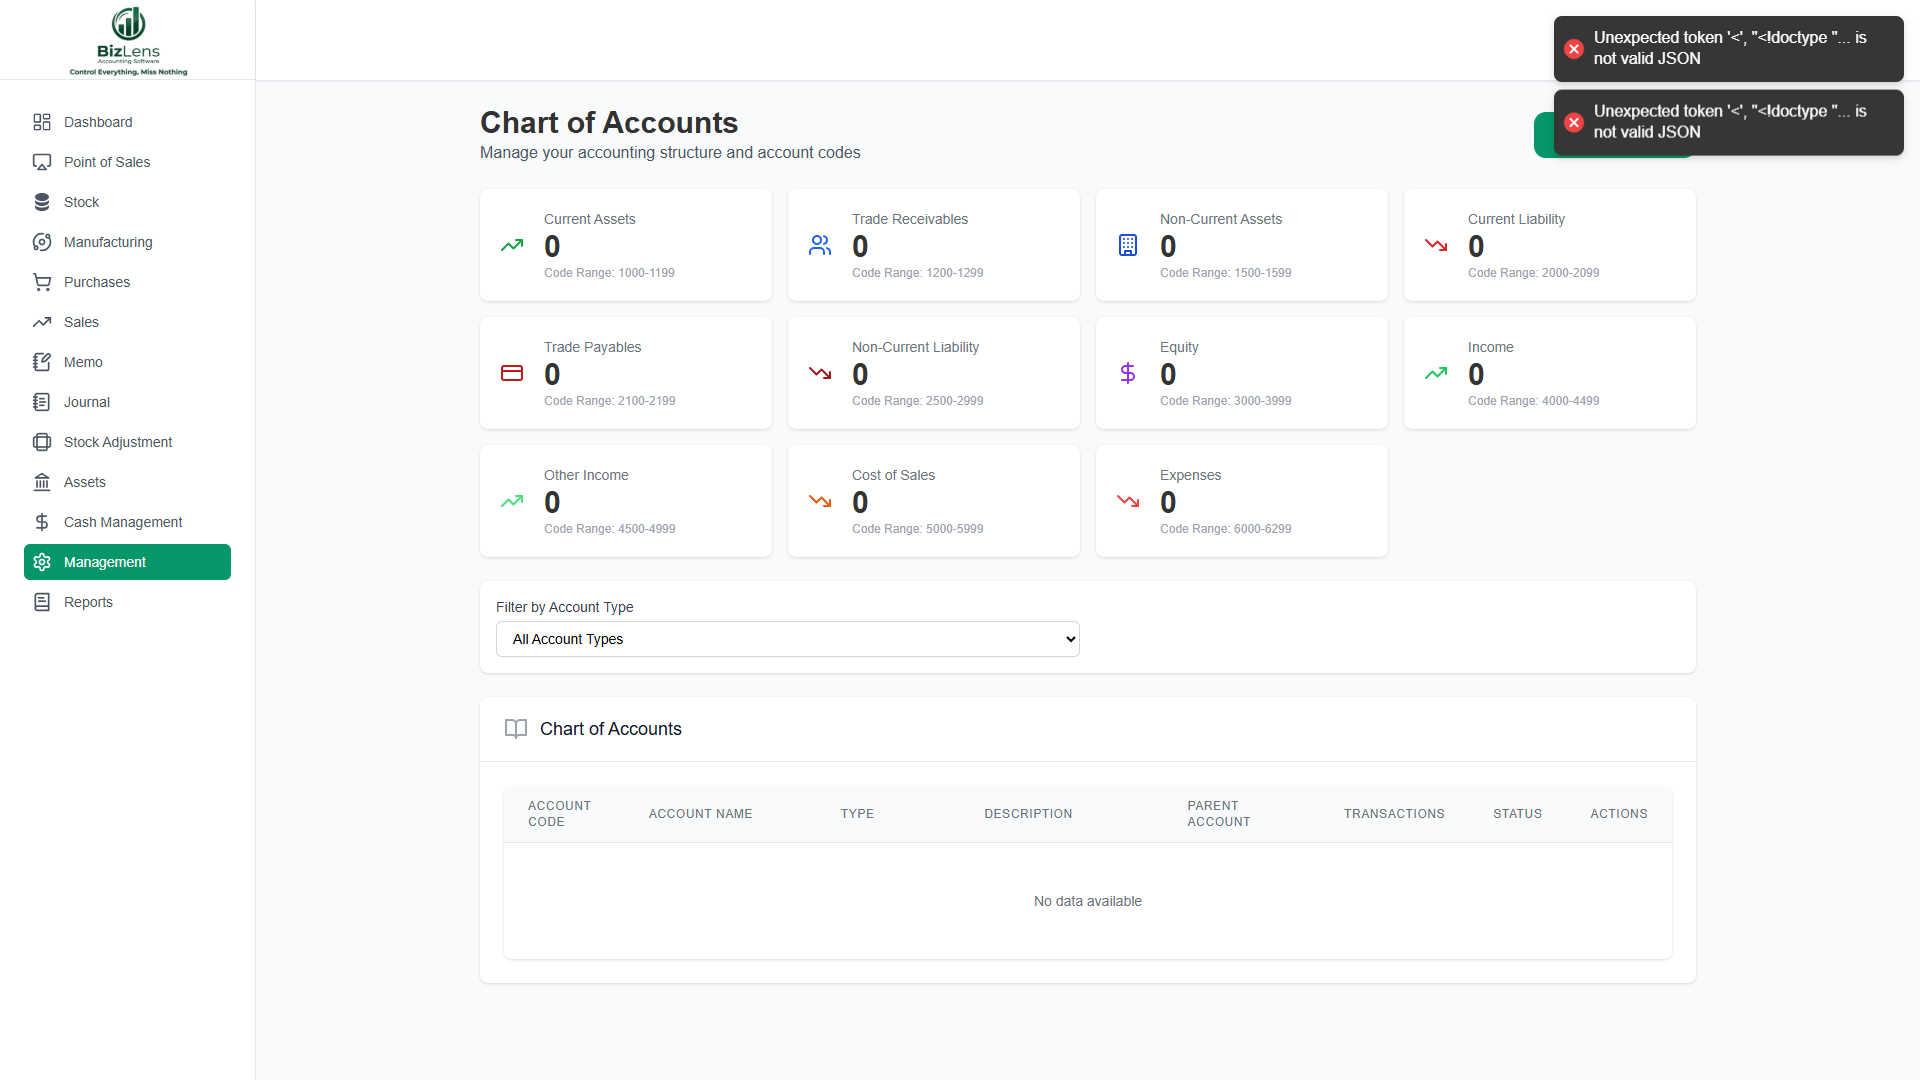 BizLens
Accounting Software
Control Everything, Miss Nothing
Dashboard
Point of Sales
Stock
Manufacturing
Purchases
Sales
Memo
Journal
Stock Adjustment
Assets
Cash Management
Management
Reports
Unexpected token '<', "<!doctype "... is
not valid JSON
Unexpected token '<', "<!doctype "... is
not valid JSON
Chart of Accounts
Manage your accounting structure and account codes
Current Assets
0
Code Range: 1000-1199
Trade Receivables
0
Code Range: 1200-1299
Non-Current Assets
0
Code Range: 1500-1599
Current Liability
0
Code Range: 2000-2099
Trade Payables
0
Code Range: 2100-2199
Non-Current Liability
0
Code Range: 2500-2999
Equity
0
Code Range: 3000-3999
Income
0
Code Range: 4000-4499
Other Income
0
Code Range: 4500-4999
Cost of Sales
0
Code Range: 5000-5999
Expenses
0
Code Range: 6000-6299
Filter by Account Type
All Account Types
Chart of Accounts
ACCOUNT CODE
ACCOUNT NAME
TYPE
DESCRIPTION
PARENT ACCOUNT
TRANSACTIONS
STATUS
ACTIONS
No data available